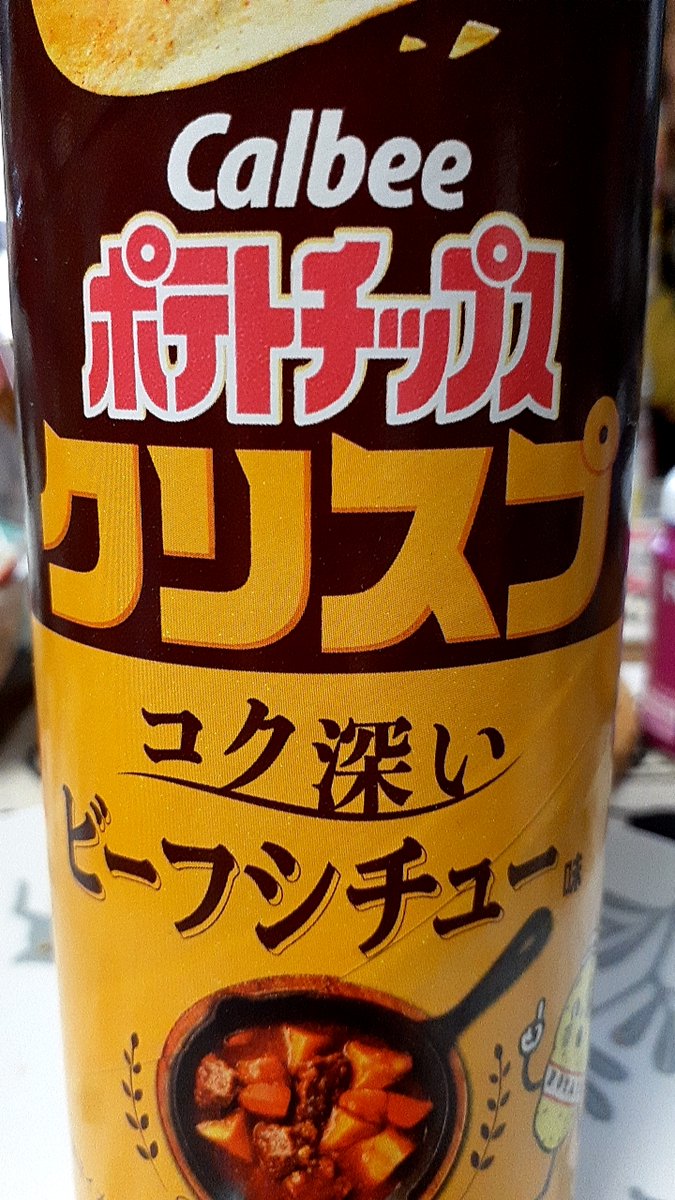 Calbee
ポテトチップス
クリスプ
コク深い
ビーフシチュー味